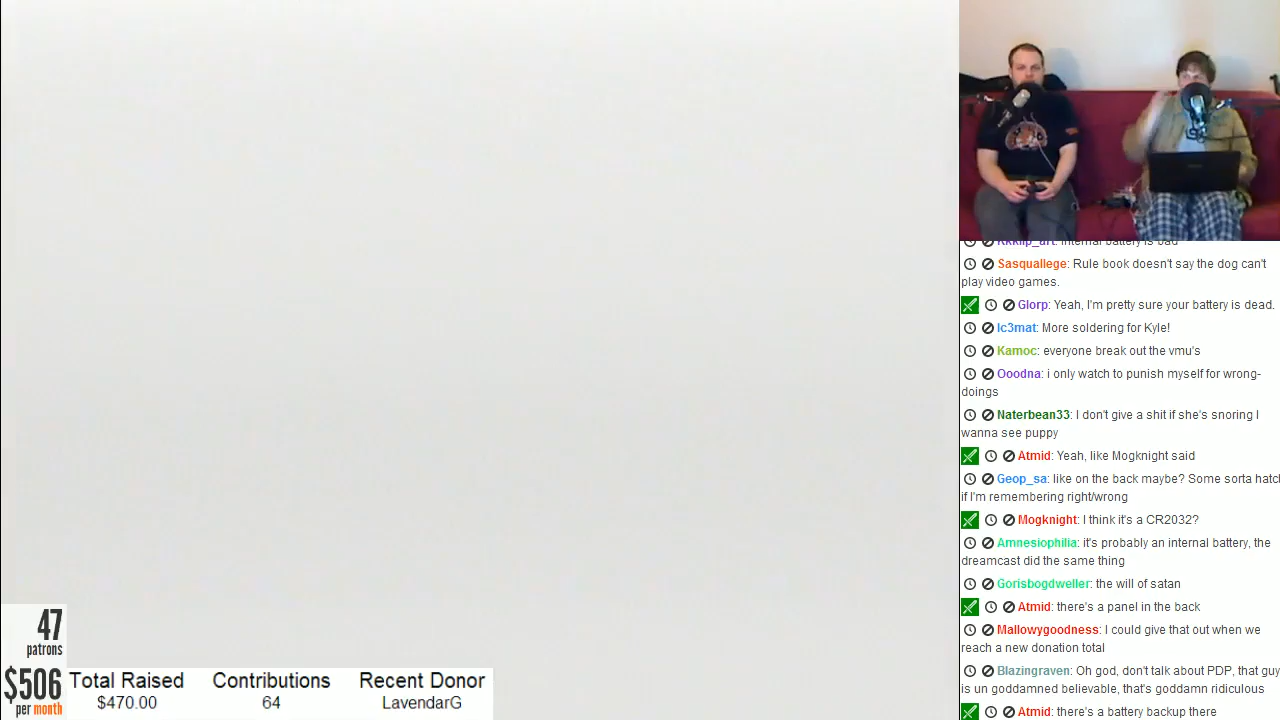 Kkklip_art: internal battery is bad
Sasquallege: Rule book doesn't say the dog can't
play video games.
Glorp: Yeah, I'm pretty sure your battery is dead.
Ic3mat: More soldering for Kyle!
Kamoc: everyone break out the vmu's
Ooodna: i only watch to punish myself for wrong-
doings
Naterbean33: I don't give a shit if she's snoring I
wanna see puppy
Atmid: Yeah, like Mogknight said
Geop_sa: like on the back maybe? Some sorta hatch
if I'm remembering right/wrong
Mogknight: I think it's a CR2032?
Amnesiophilia: it's probably an internal battery, the
dreamcast did the same thing
Gorisbogdweller: the will of satan
Atmid: there's a panel in the back
Mallowygoodness: I could give that out when we
reach a new donation total
Blazingraven: Oh god, don't talk about PDP, that guy
is un goddamned believable, that's goddamn ridiculous
Atmid: there's a battery backup there
47
patrons
$506
per month
Total Raised Contributions Recent Donor
$470.00 64 LavendarG